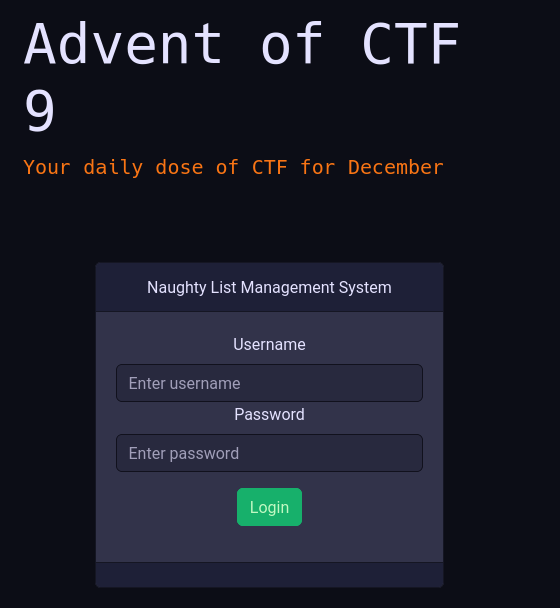 Advent of CTF
9
Your daily dose of CTF for December
Naughty List Management System
Username
Enter username
Password
Enter password
Login